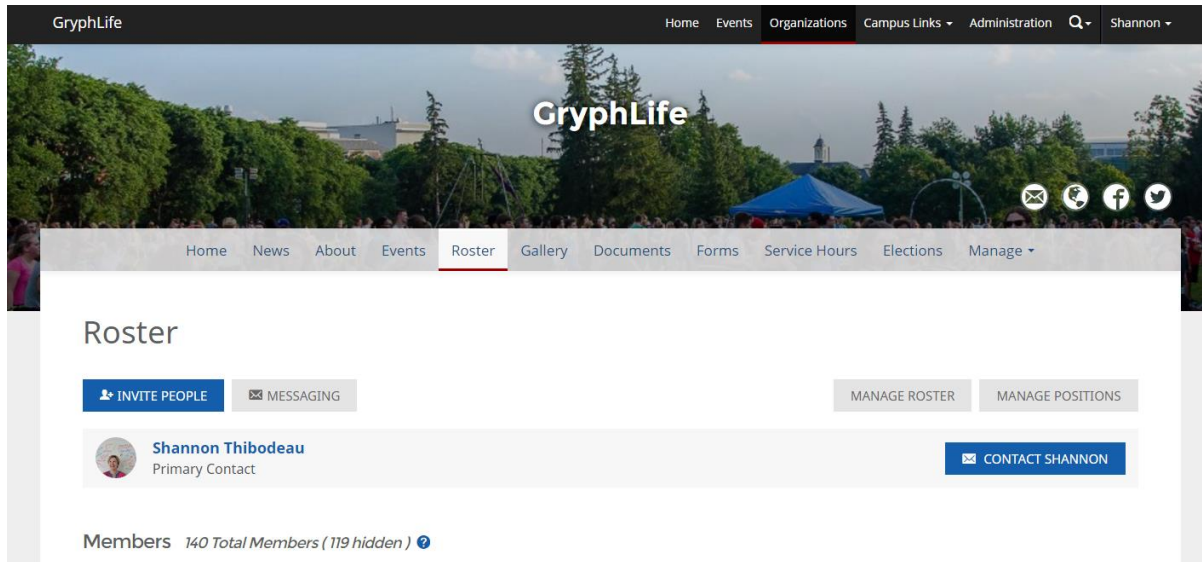 GryphLife Home Events Organizations Campus Links Administration Shannon
GryphLife
Home News About Events Roster Gallery Documents Forms Service Hours Elections Manage
Roster
INVITE PEOPLE MESSAGING MANAGE ROSTER MANAGE POSITIONS
Shannon Thibodeau
Primary Contact
CONTACT SHANNON
Members 140 Total Members ( 119 hidden ) ?